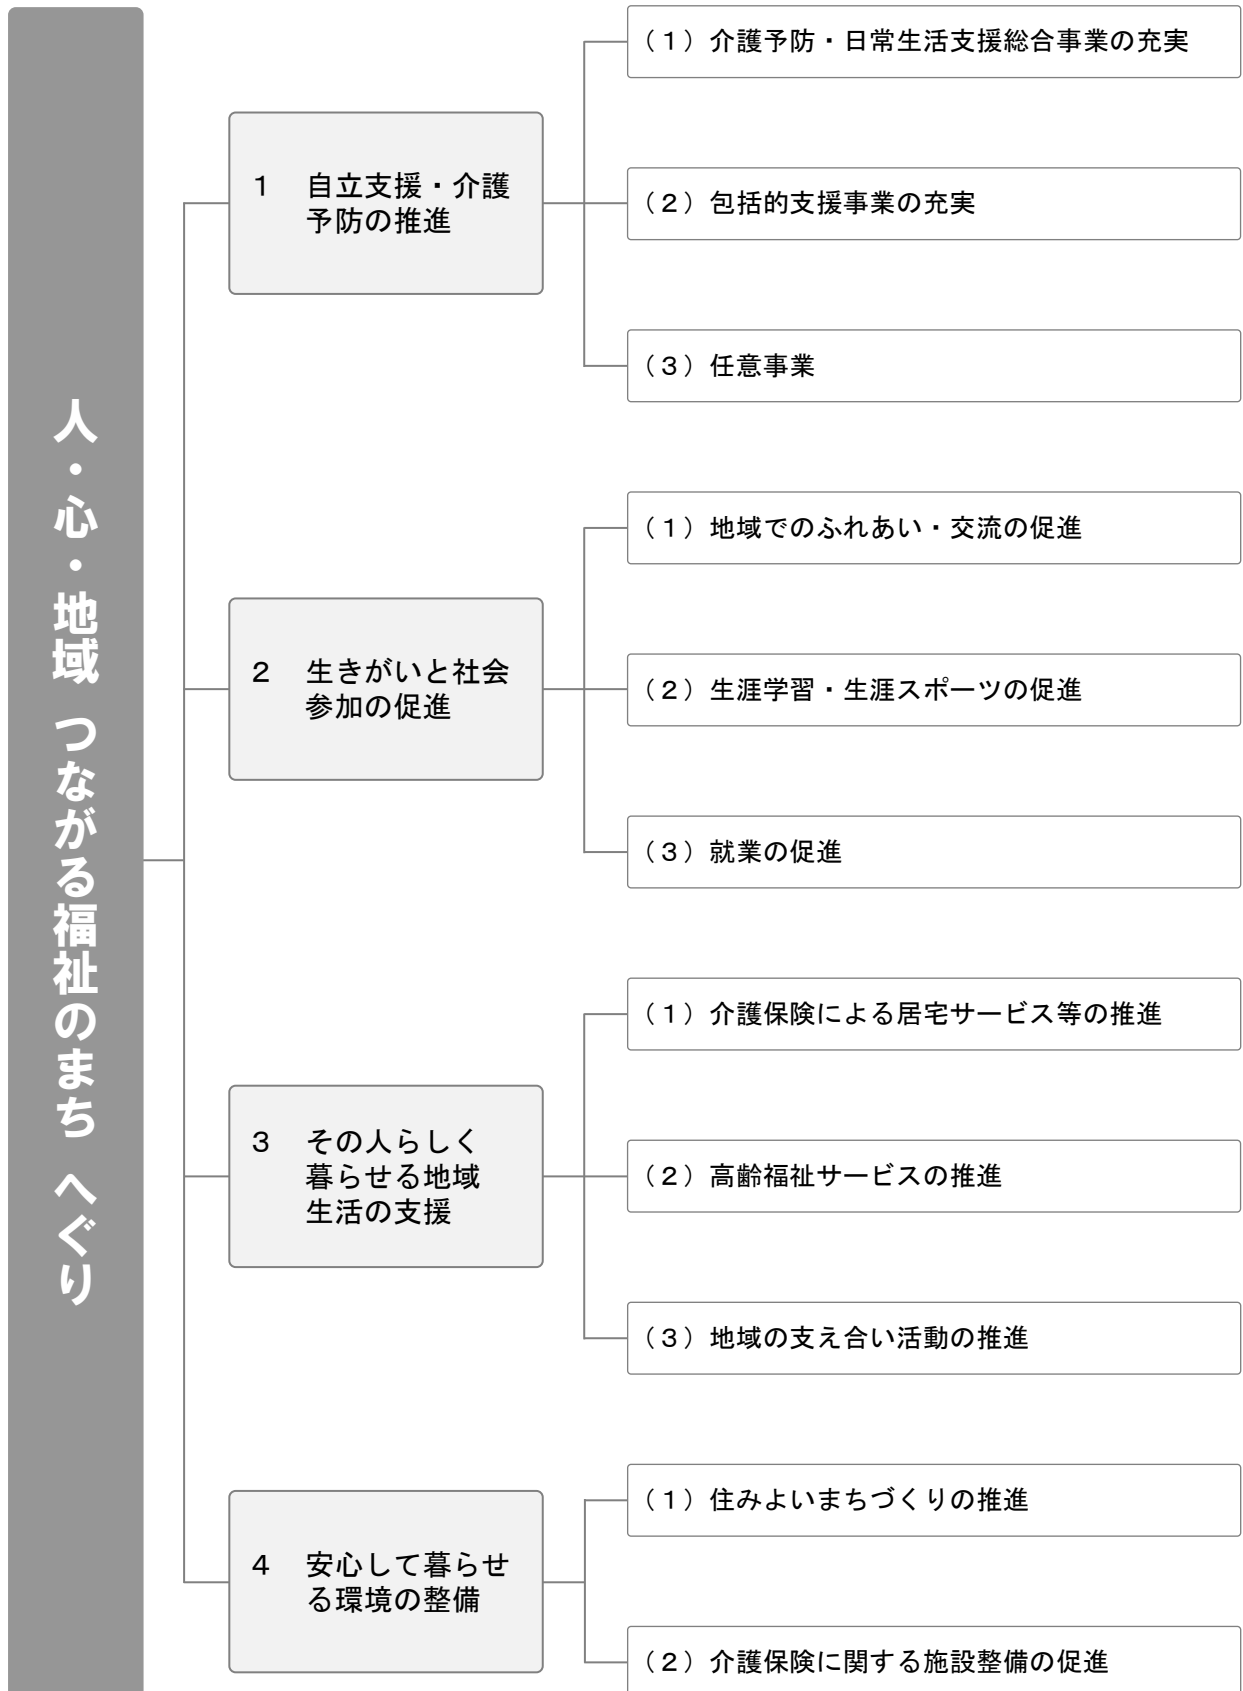 人・心・地域 つながる福祉のまち へぐり
１ 自立支援・介護
予防の推進
（１）介護予防・日常生活支援総合事業の充実
（２）包括的支援事業の充実
（３）任意事業
２ 生きがいと社会
参加の促進
（１）地域でのふれあい・交流の促進
（２）生涯学習・生涯スポーツの促進
（３）就業の促進
３ その人らしく
暮らせる地域
生活の支援
（１）介護保険による居宅サービス等の推進
（２）高齢福祉サービスの推進
（３）地域の支え合い活動の推進
４ 安心して暮らせ
る環境の整備
（１）住みよいまちづくりの推進
（２）介護保険に関する施設整備の促進